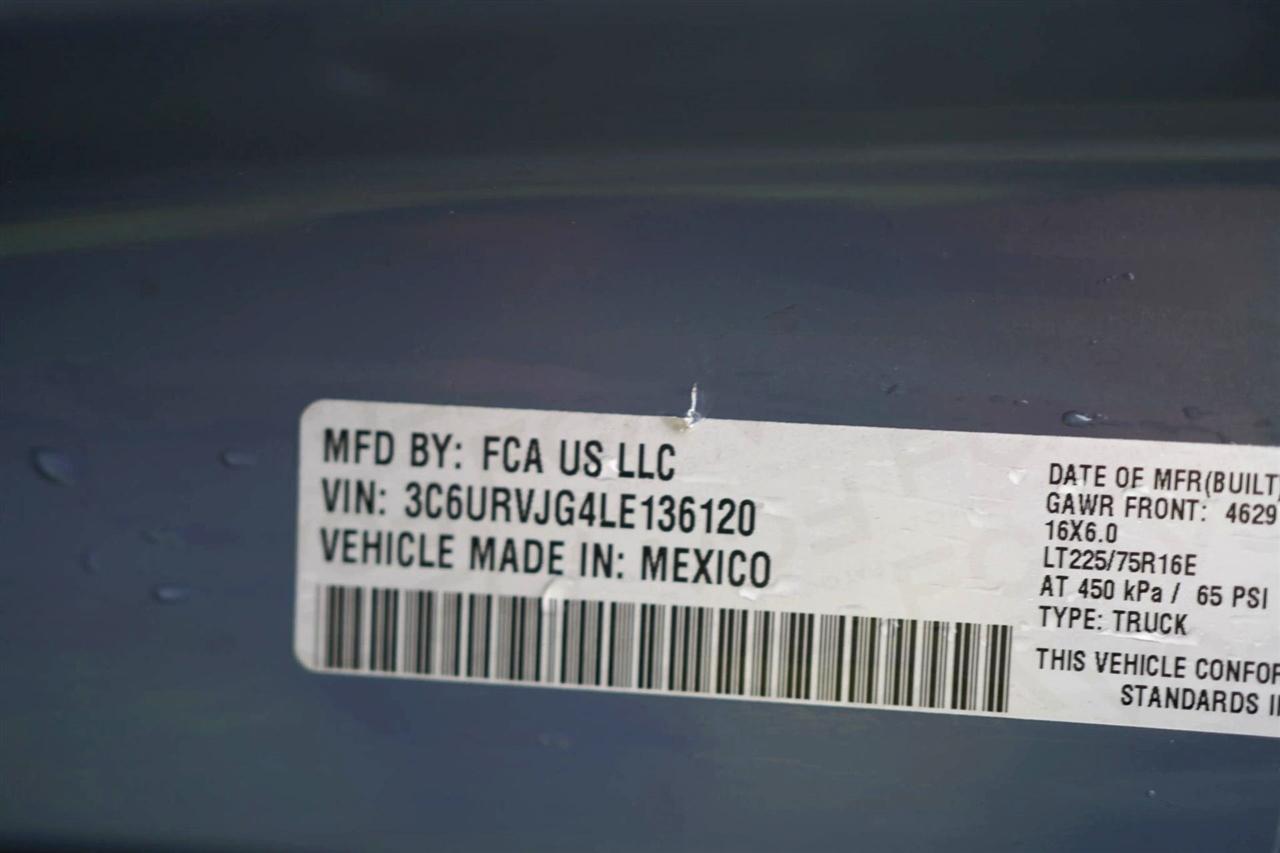 MFD BY: FCA US LLC
VIN: 3C6URVJG4LE136120
VEHICLE MADE IN: MEXICO
DATE OF MFR(BUILT)
GAWR FRONT: 4629
16X6.0
LT225/75R16E
AT 450 kPa / 65 PSI
TYPE: TRUCK
THIS VEHICLE CONFOR
STANDARDS I